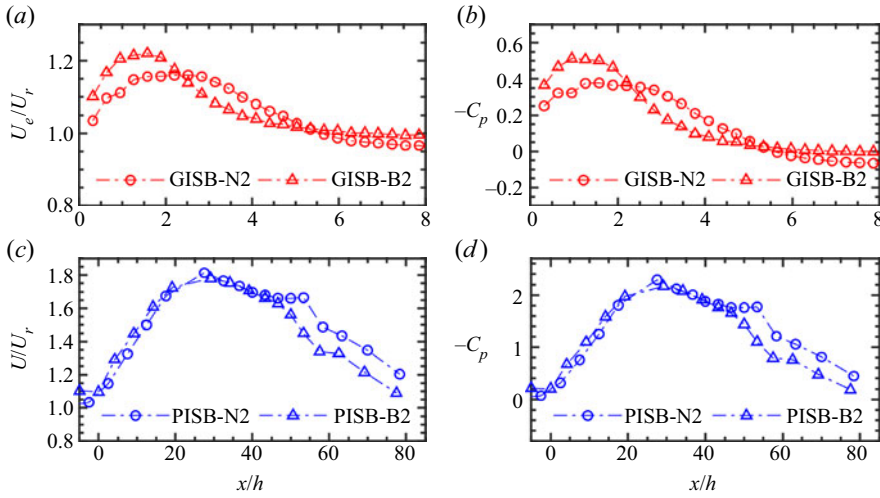 (a)
(b)
1.2
1.0
0.8
U_e/U_r
GISB-N2 GISB-B2
0 2 4 6 8
0.6
0.4
0.2
0
−0.2
−C_p
GISB-N2 GISB-B2
0 2 4 6 8
(c)
(d)
1.8
1.6
1.4
1.2
1.0
0.8
U/U_r
PISB-N2 PISB-B2
0 20 40 60 80
x/h
2
1
0
−C_p
PISB-N2 PISB-B2
0 20 40 60 80
x/h